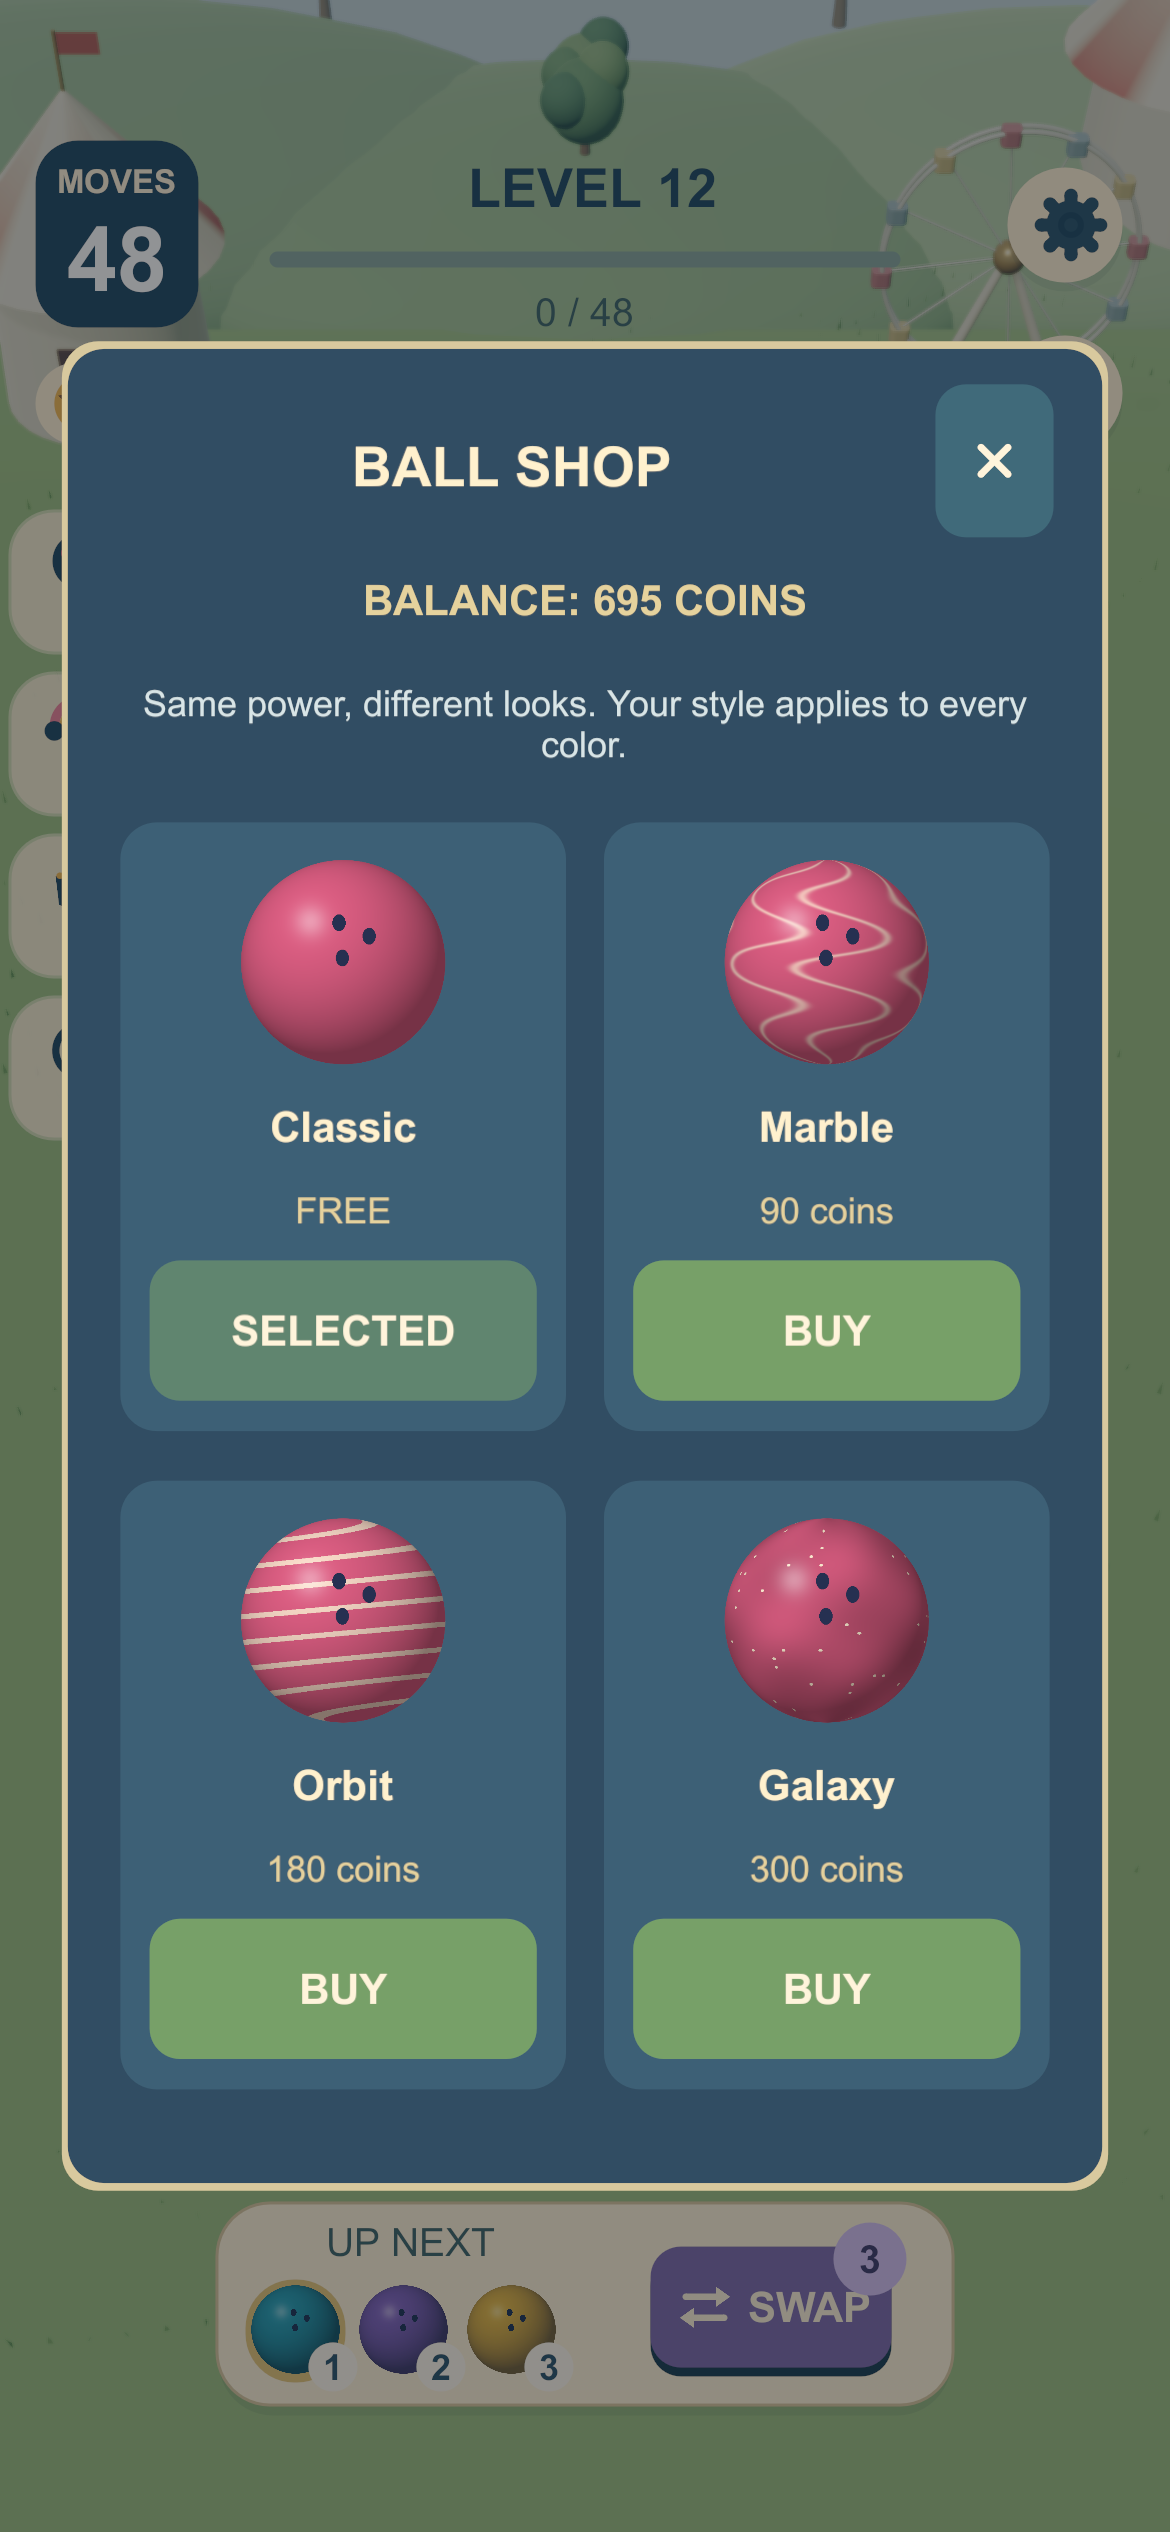 MOVES
48
LEVEL 12
0 / 48
BALL SHOP
BALANCE: 695 COINS
Same power, different looks. Your style applies to every
color.
Classic
FREE
SELECTED
Marble
90 coins
BUY
Orbit
180 coins
BUY
Galaxy
300 coins
BUY
UP NEXT
1
2
3
3
SWAP